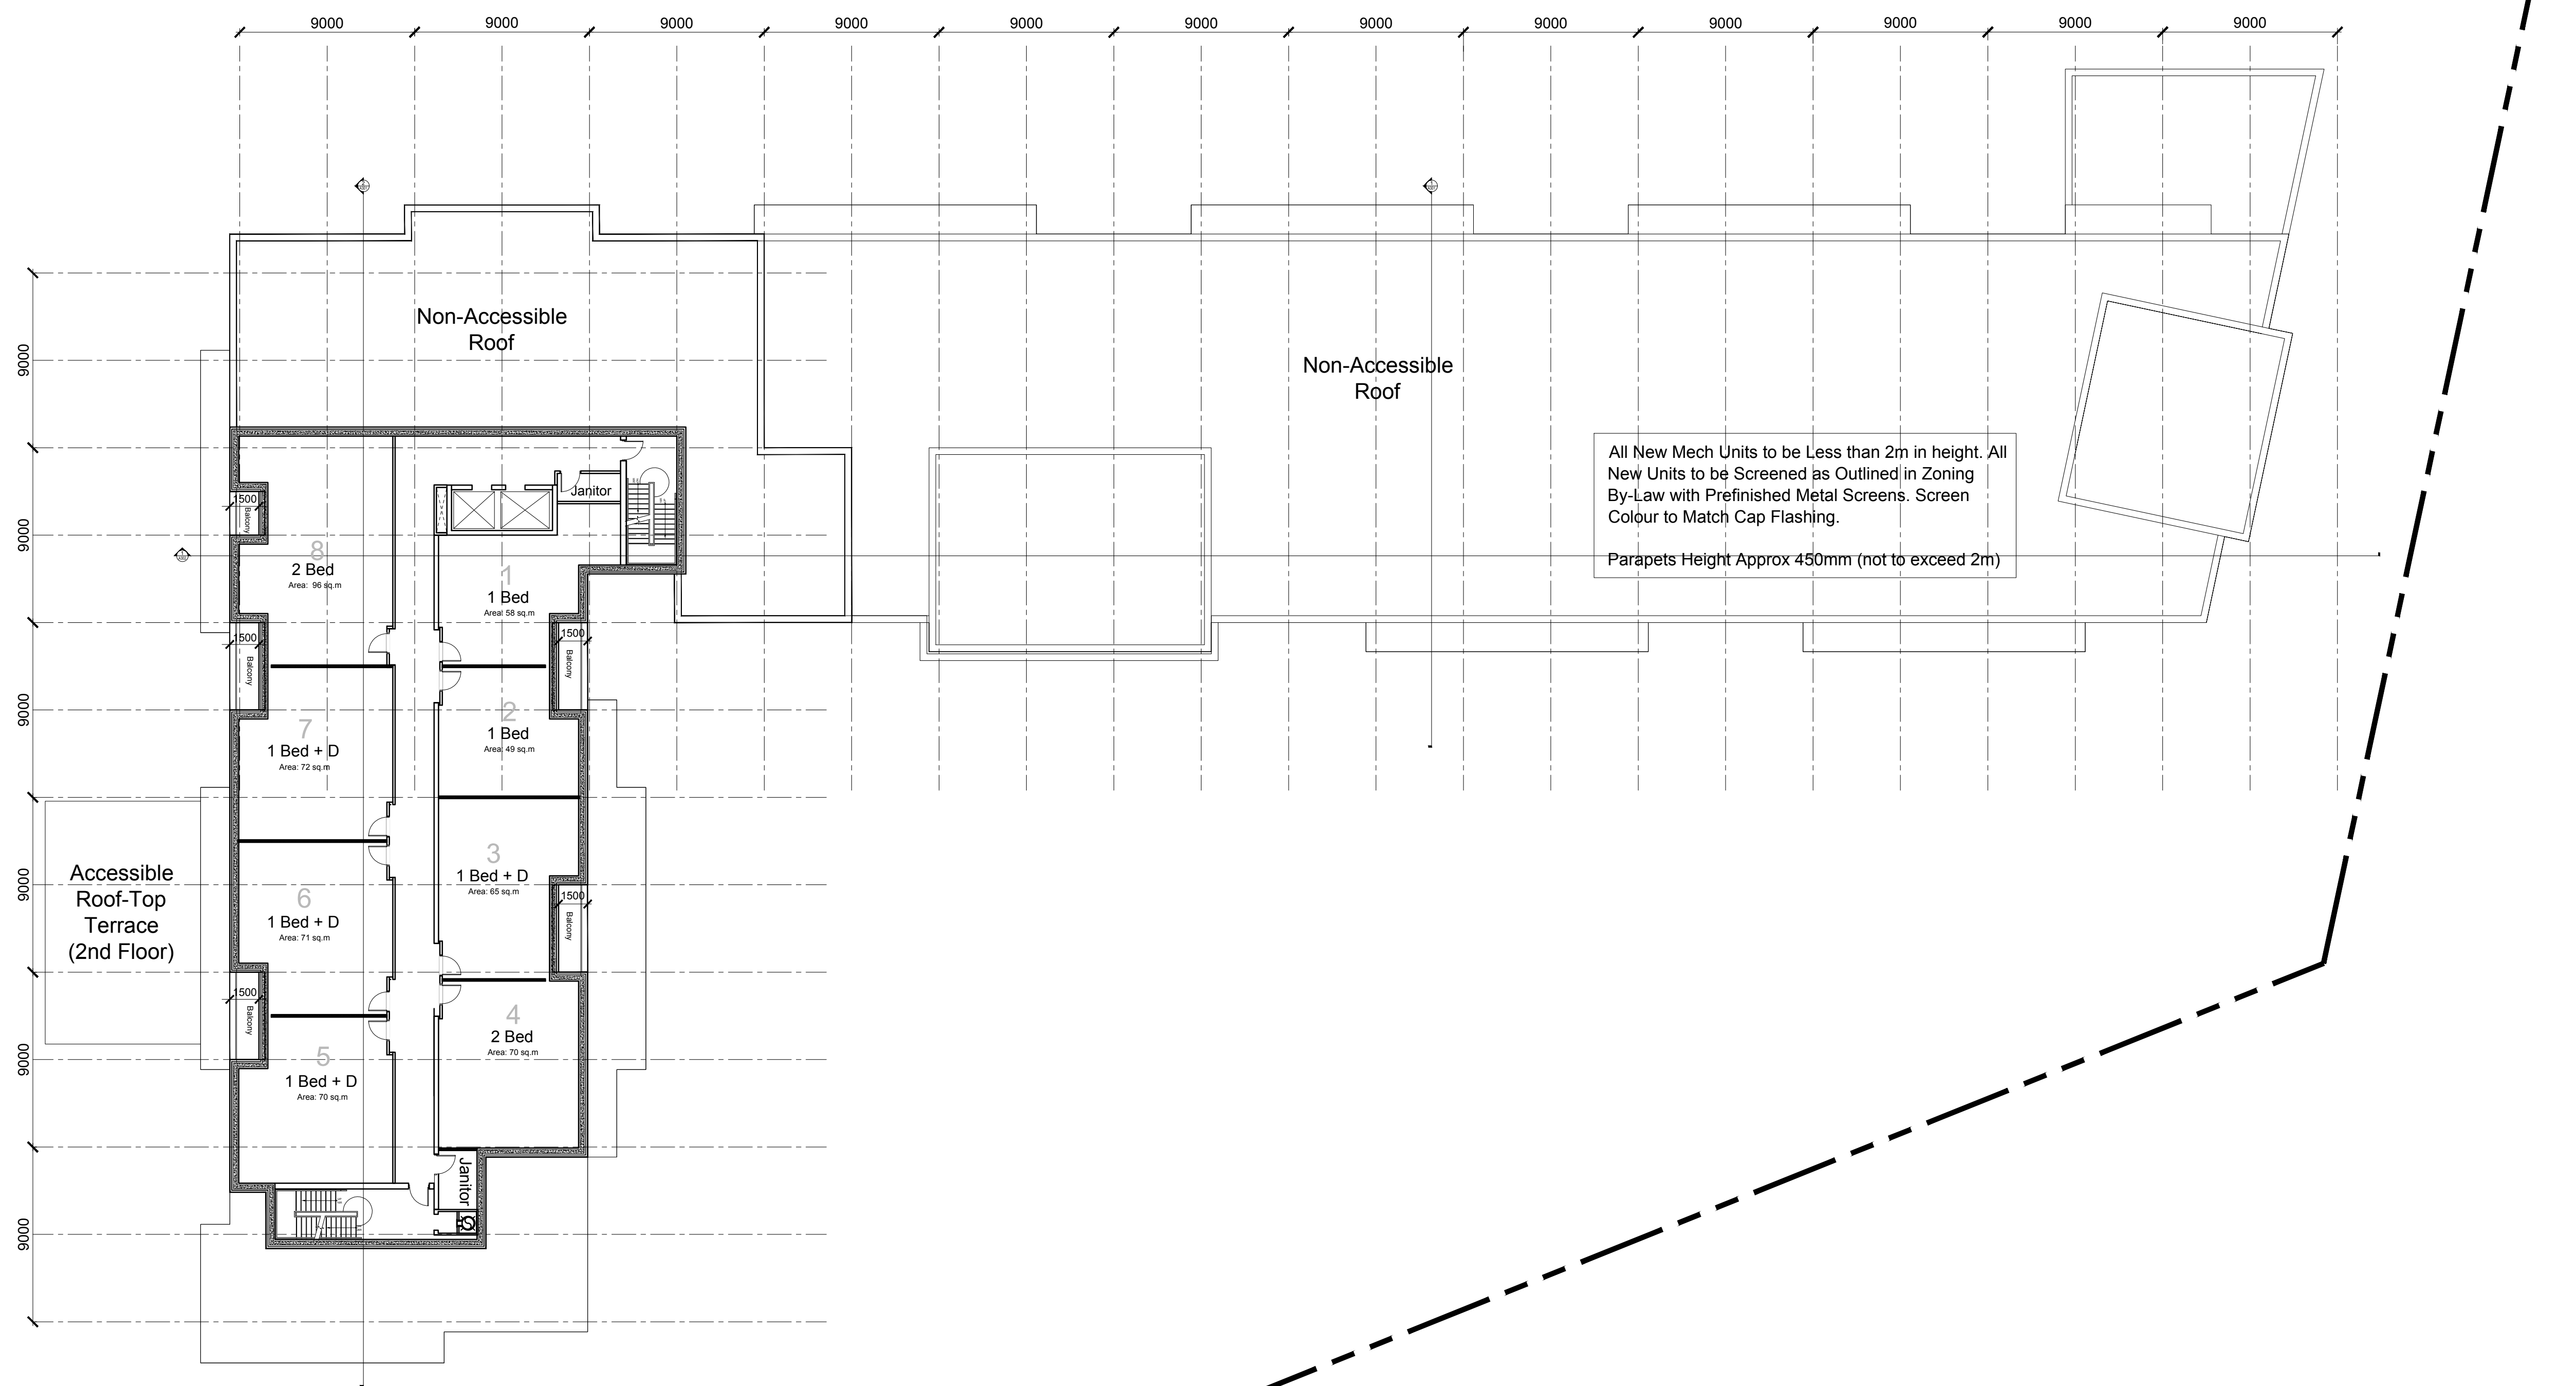 9000 9000 9000 9000 9000 9000 9000 9000 9000 9000 9000 9000
Non-Accessible
Roof
9000
Non-Accessible
Roof
All New Mech Units to be Less than 2m in height. All
New Units to be Screened as Outlined in Zoning
By-Law with Prefinished Metal Screens. Screen
Colour to Match Cap Flashing.
Parapets Height Approx 450mm (not to exceed 2m)
Janitor
1500
Balcony
9000
8
2 Bed
Area: 96 sq.m
1
1 Bed
Area: 58 sq.m
1500
Balcony
1500
Balcony
9000
7
1 Bed + D
Area: 72 sq.m
2
1 Bed
Area: 49 sq.m
9000
Accessible
Roof-Top
Terrace
(2nd Floor)
6
1 Bed + D
Area: 71 sq.m
3
1 Bed + D
Area: 65 sq.m
1500
Balcony
1500
Balcony
9000
5
1 Bed + D
Area: 70 sq.m
4
2 Bed
Area: 70 sq.m
Janitor
9000